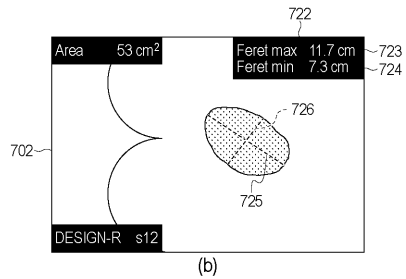 722
Area 53 cm²
Feret max 11.7 cm 723
Feret min 7.3 cm 724
726
702
725
DESIGN-R s12
(b)